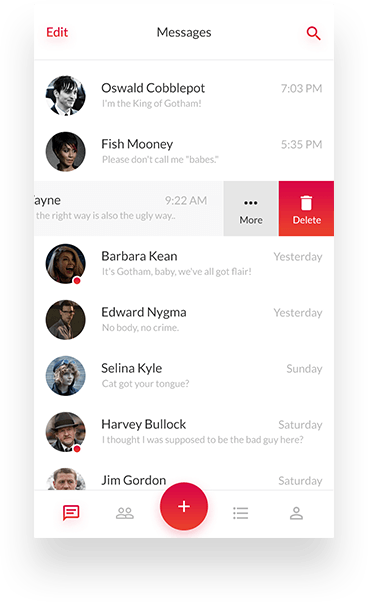 Edit Messages
Oswald Cobblepot 7:03 PM
I'm the King of Gotham!
Fish Mooney 5:35 PM
Please don't call me "babes."
ayne 9:22 AM
the right way is also the ugly way..
More Delete
Barbara Kean Yesterday
It's Gotham, baby, we've all got flair!
Edward Nygma Yesterday
No body, no crime.
Selina Kyle Sunday
Cat got your tongue?
Harvey Bullock Saturday
I thought I was supposed to be the bad guy here?
Jim Gordon Saturday